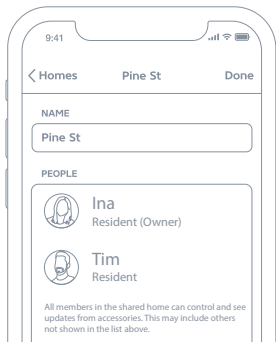 9:41
Homes Pine St Done
NAME
Pine St
PEOPLE
Ina
Resident (Owner)
Tim
Resident
All members in the shared home can control and see
updates from accessories. This may include others
not shown in the list above.